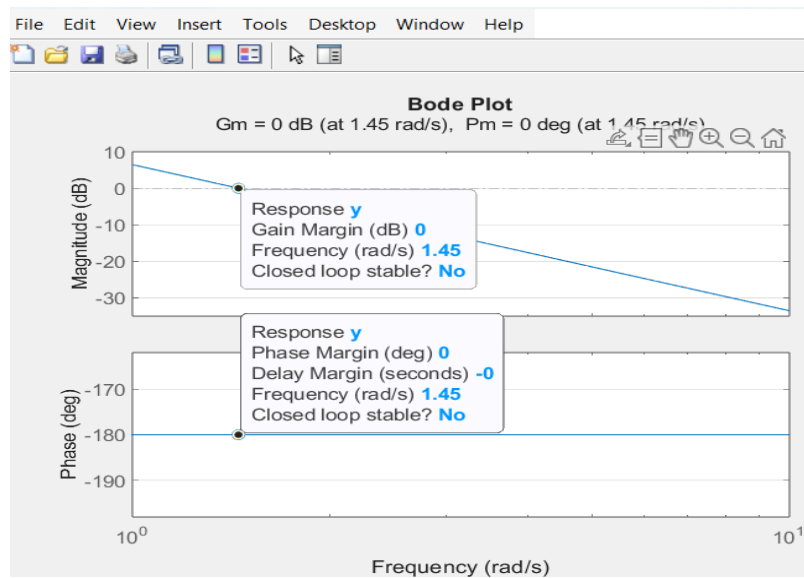 File Edit View Insert Tools Desktop Window Help
Bode Plot
Gm = 0 dB (at 1.45 rad/s), Pm = 0 deg (at 1.45 rad/s)
Magnitude (dB)
10
0
-10
-20
-30
Response y
Gain Margin (dB) 0
Frequency (rad/s) 1.45
Closed loop stable? No
Phase (deg)
-170
-180
-190
Response y
Phase Margin (deg) 0
Delay Margin (seconds) -0
Frequency (rad/s) 1.45
Closed loop stable? No
10⁰ 10¹
Frequency (rad/s)